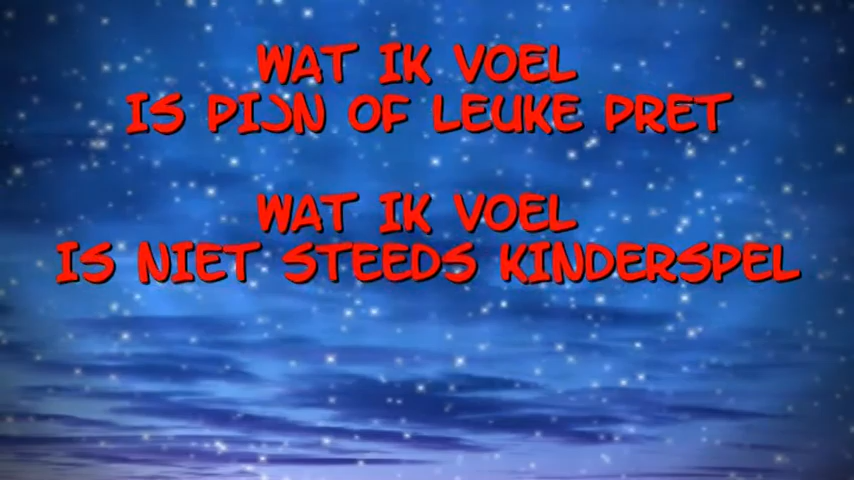 WAT IK VOEL
IS PIJN OF LEUKE PRET
WAT IK VOEL
IS NIET STEEDS KINDERSPEL